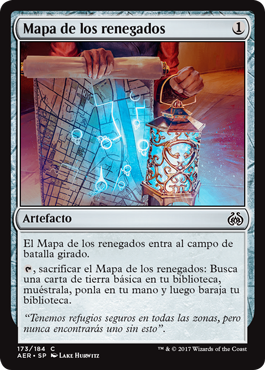 Mapa de los renegados 1
Artefacto
El Mapa de los renegados entra al campo de
batalla girado.
, sacrificar el Mapa de los renegados: Busca
una carta de tierra básica en tu biblioteca,
muéstrala, ponla en tu mano y luego baraja tu
biblioteca.
“Tenemos refugios seguros en todas las zonas, pero
nunca encontrarás uno sin esto”.
173/184 C
AER • SP Lake Hurwitz
™ & © 2017 Wizards of the Coast